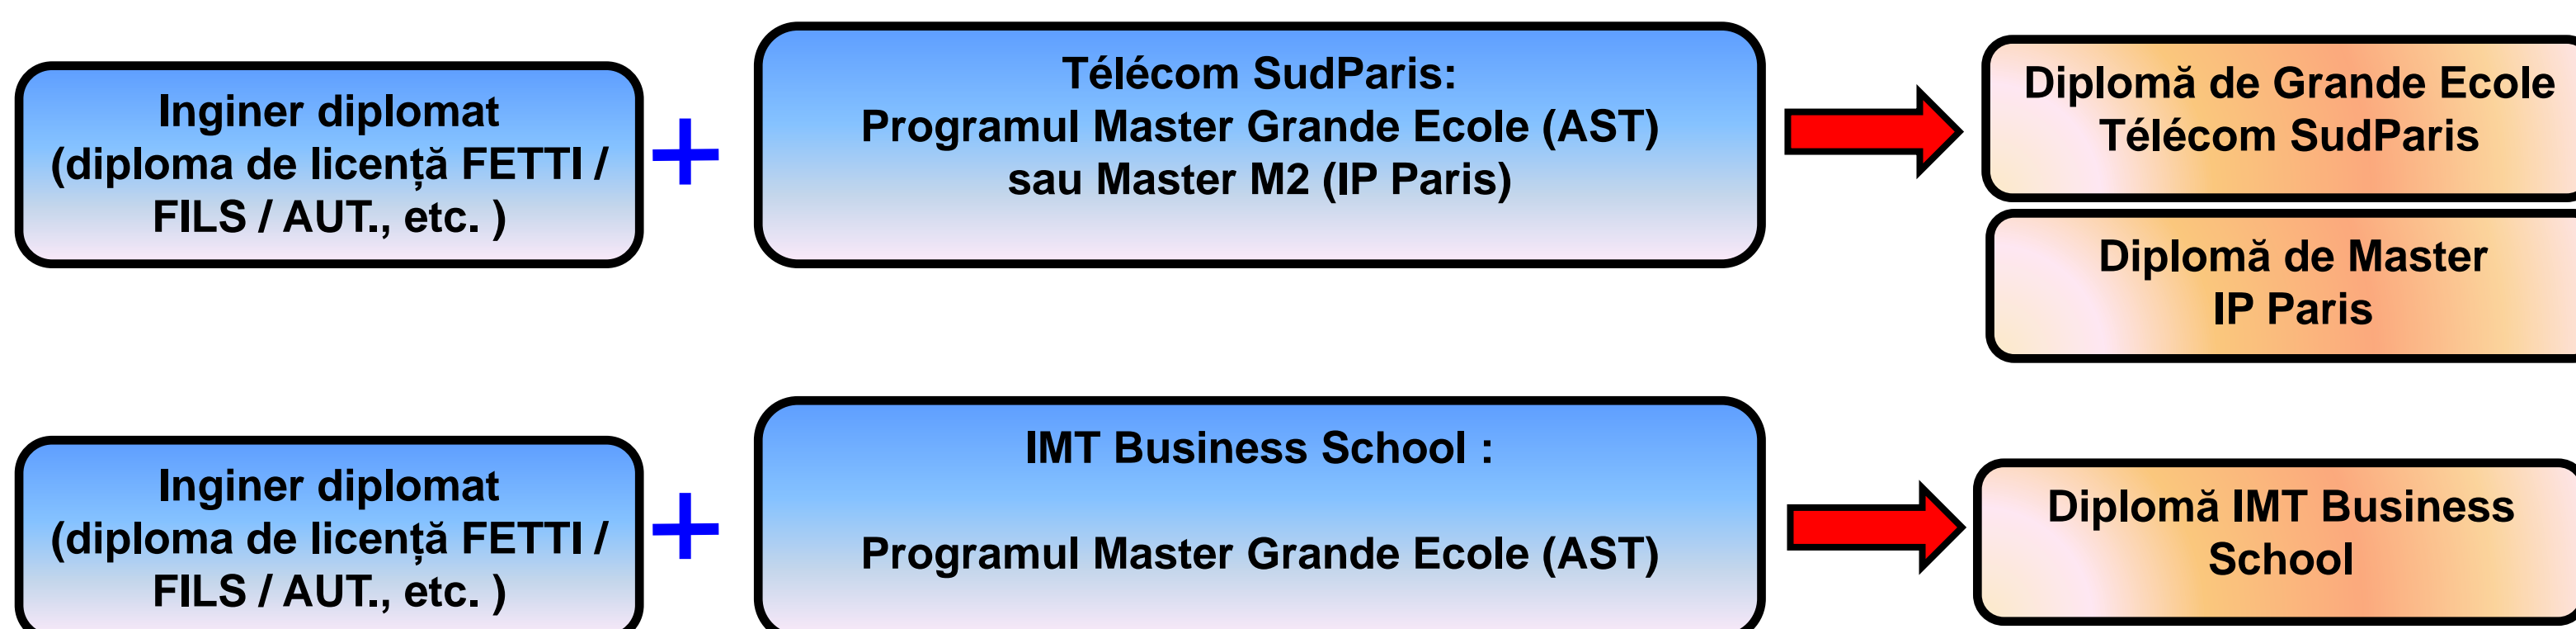 Inginer diplomat
(diploma de licență FETTI /
FILS / AUT., etc. )
+
Télécom SudParis:
Programul Master Grande Ecole (AST)
sau Master M2 (IP Paris)
Diplomă de Grande Ecole
Télécom SudParis
Diplomă de Master
IP Paris
Inginer diplomat
(diploma de licență FETTI /
FILS / AUT., etc. )
+
IMT Business School :
Programul Master Grande Ecole (AST)
Diplomă IMT Business
School